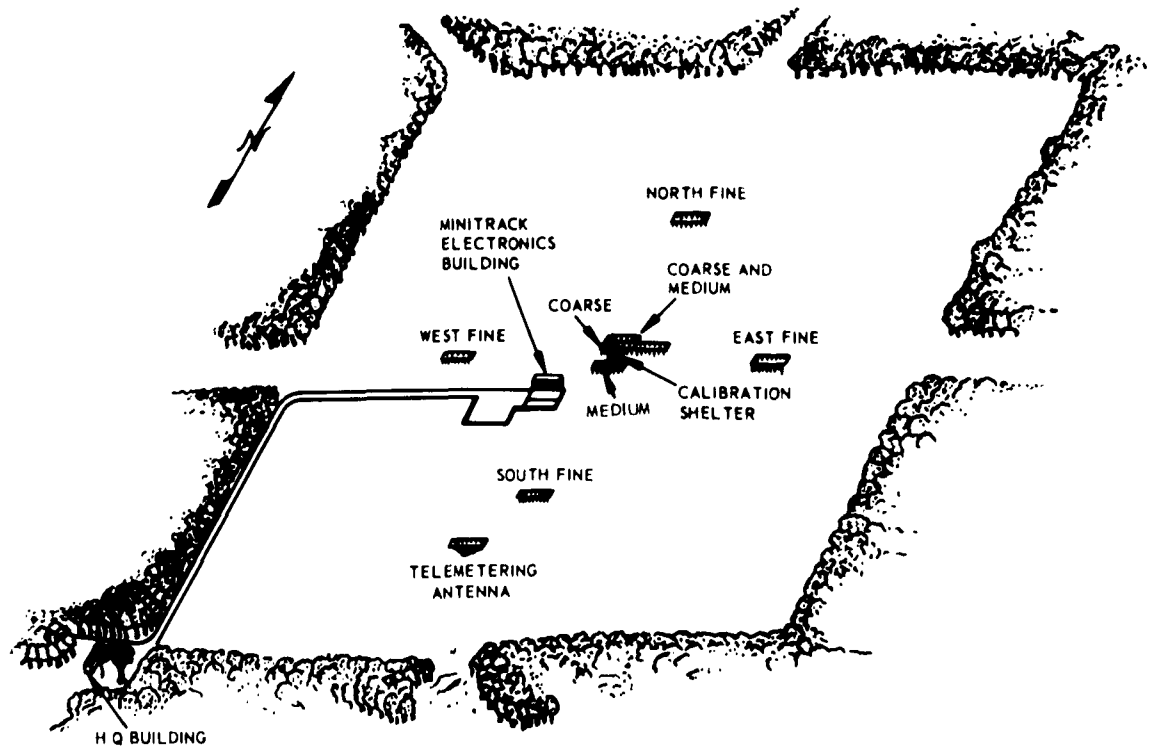 N
NORTH FINE
MINITRACK
ELECTRONICS
BUILDING
COARSE AND
MEDIUM
COARSE
WEST FINE
EAST FINE
CALIBRATION
SHELTER
MEDIUM
SOUTH FINE
TELEMETERING
ANTENNA
H Q BUILDING